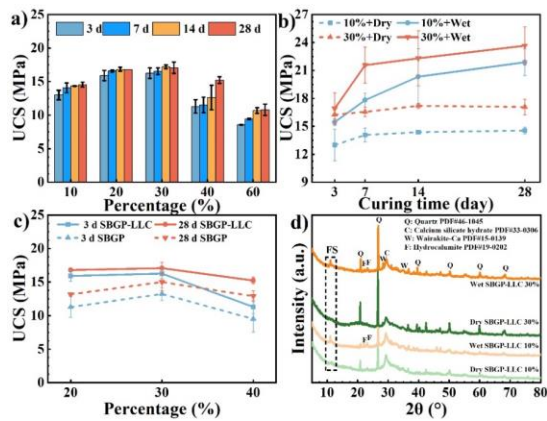 a)
3 d 7 d 14 d 28 d
UCS (MPa)
25
20
15
10
5
0
10 20 30 40 60
Percentage (%)
b)
10%+Dry 10%+Wet
30%+Dry 30%+Wet
UCS (MPa)
27
24
21
18
15
12
9
3 7 14 28
Curing time (day)
c)
3 d SBGP-LLC 28 d SBGP-LLC
3 d SBGP 28 d SBGP
UCS (MPa)
25
20
15
10
5
0
20 30 40
Percentage (%)
d)
Q: Quartz PDF#46-1045
C: Calcium silicate hydrate PDF#33-0306
W: Wairakite-Ca PDF#15-0139
F: Hydrocalumite PDF#19-0202
Q
FS
Q
F F
W
C
W
Q
Q
Q
Q
Wet SBGP-LLC 30%
Dry SBGP-LLC 30%
F F
Wet SBGP-LLC 10%
Dry SBGP-LLC 10%
Intensity (a.u.)
10 20 30 40 50 60 70 80
2θ (°)